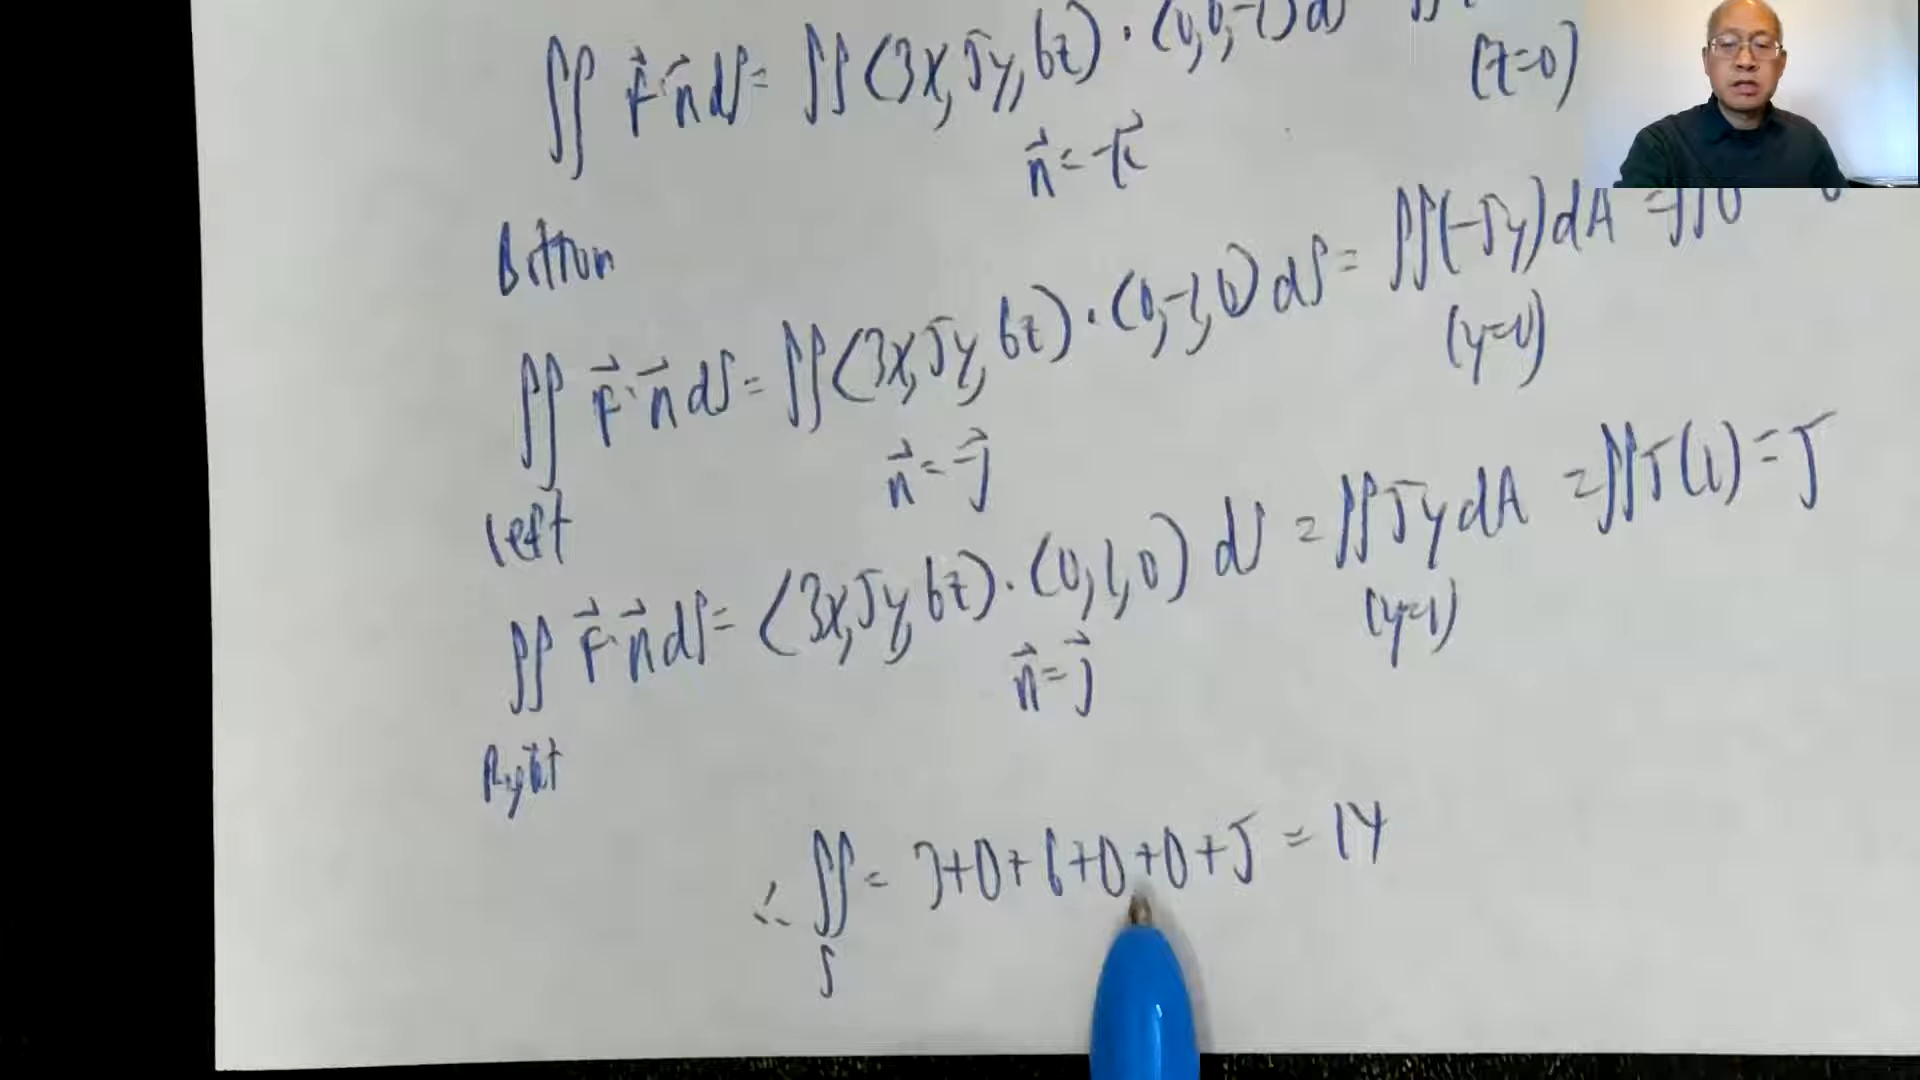 ∬ F⃗·n⃗ dS = ∬(3x, 5y, 6z)·(0,0,-1)dS
Bottom
n⃗ = -k⃗
(z=0)
∬ F⃗·n⃗ dS = ∬(3x, 5y, 6z)·(0,-1,0) dS = ∬(-5y)dA = ∬0
Left
n⃗ = -j⃗
(y=0)
∬ F⃗·n⃗ dS = (3x, 5y, 6z)·(0,1,0) dS = ∬5y dA = ∬5(1) = 5
Right
n⃗ = j⃗
(y=1)
∴ ∬ = 3+0+6+0+0+5 = 14
S